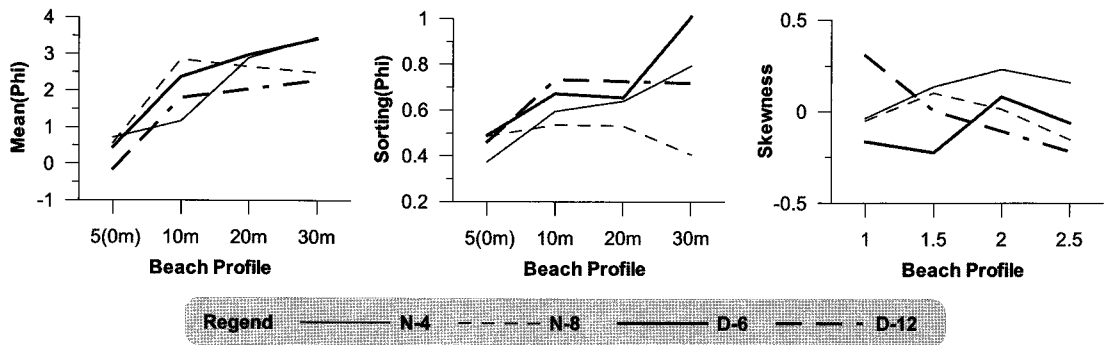 Mean(Phi)
4
3
2
1
0
-1
5(0m) 10m 20m 30m
Beach Profile
Sorting(Phi)
1
0.8
0.6
0.4
0.2
5(0m) 10m 20m 30m
Beach Profile
Skewness
0.5
0
-0.5
1 1.5 2 2.5
Beach Profile
Regend N-4 N-8 D-6 D-12